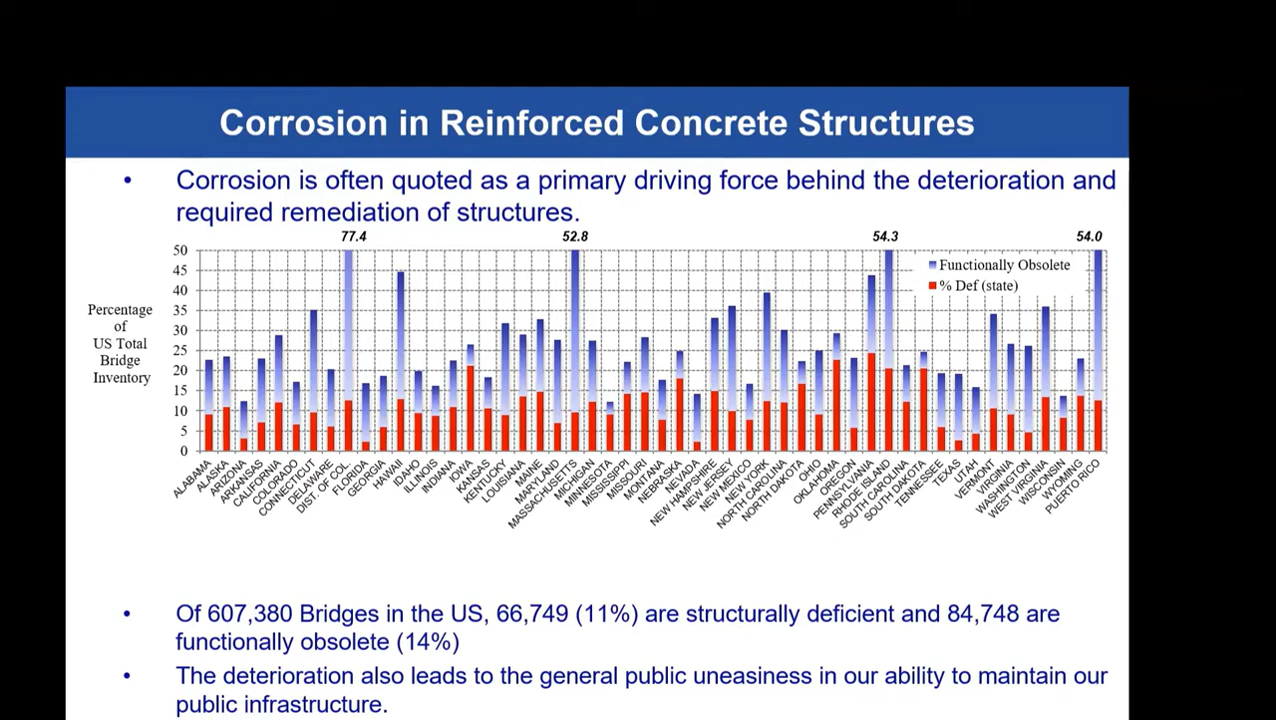 Corrosion in Reinforced Concrete Structures
• Corrosion is often quoted as a primary driving force behind the deterioration and
required remediation of structures.
77.4 52.8 54.3 54.0
50
45
40
35
30
25
20
15
10
5
0
Percentage
of
US Total
Bridge
Inventory
Functionally Obsolete
% Def (state)
ALABAMA
ALASKA
ARIZONA
ARKANSAS
CALIFORNIA
COLORADO
CONNECTICUT
DELAWARE
DIST. OF COL.
FLORIDA
GEORGIA
HAWAII
IDAHO
ILLINOIS
INDIANA
IOWA
KANSAS
KENTUCKY
LOUISIANA
MAINE
MARYLAND
MASSACHUSETTS
MICHIGAN
MINNESOTA
MISSISSIPPI
MISSOURI
MONTANA
NEBRASKA
NEVADA
NEW HAMPSHIRE
NEW JERSEY
NEW MEXICO
NEW YORK
NORTH CAROLINA
NORTH DAKOTA
OHIO
OKLAHOMA
OREGON
PENNSYLVANIA
RHODE ISLAND
SOUTH CAROLINA
SOUTH DAKOTA
TENNESSEE
TEXAS
UTAH
VERMONT
VIRGINIA
WASHINGTON
WEST VIRGINIA
WISCONSIN
WYOMING
PUERTO RICO
• Of 607,380 Bridges in the US, 66,749 (11%) are structurally deficient and 84,748 are
functionally obsolete (14%)
• The deterioration also leads to the general public uneasiness in our ability to maintain our
public infrastructure.